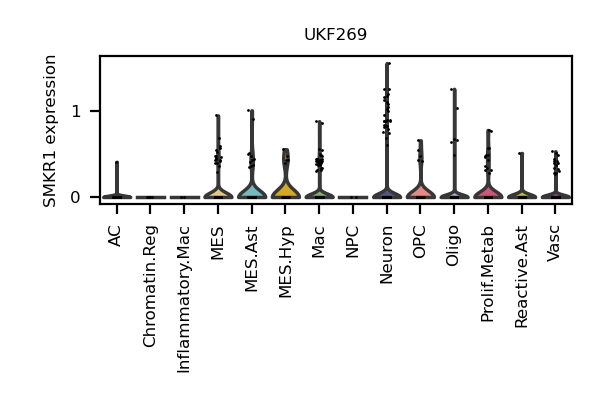 UKF269
SMKR1 expression
1
0
AC
Chromatin.Reg
Inflammatory.Mac
MES
MES.Ast
MES.Hyp
Mac
NPC
Neuron
OPC
Oligo
Prolif.Metab
Reactive.Ast
Vasc